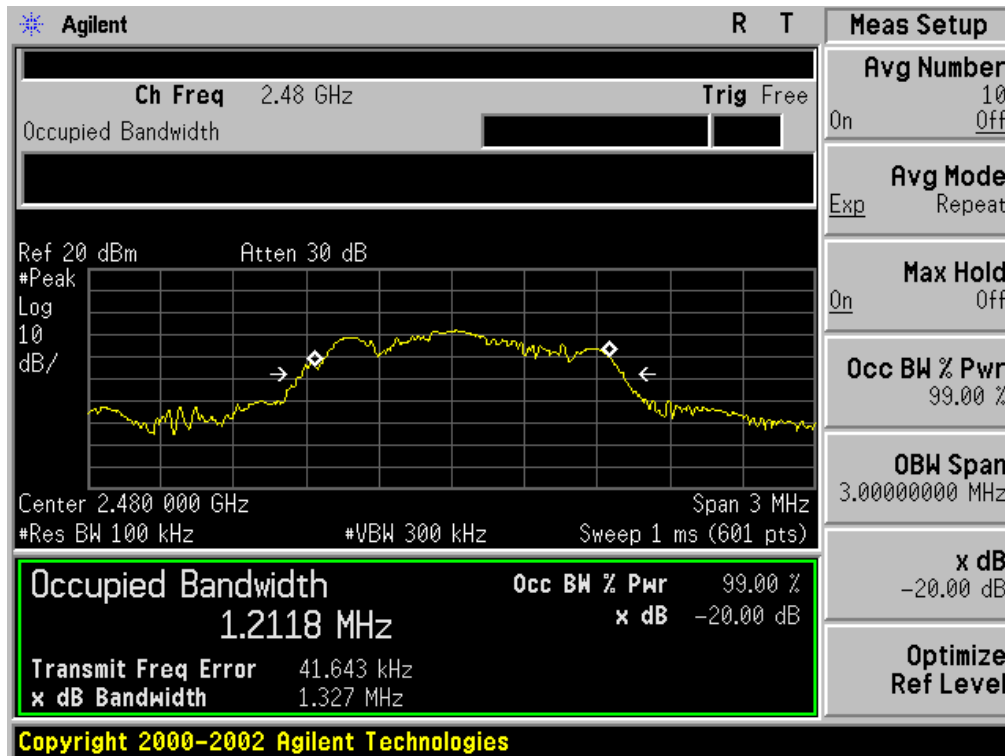 Agilent R T
Ch Freq 2.48 GHz Trig Free
Occupied Bandwidth
Ref 20 dBm Atten 30 dB
#Peak
Log
10
dB/
Center 2.480 000 GHz Span 3 MHz
#Res BW 100 kHz #VBW 300 kHz Sweep 1 ms (601 pts)
Occupied Bandwidth
1.2118 MHz
Occ BW % Pwr 99.00 %
x dB -20.00 dB
Transmit Freq Error 41.643 kHz
x dB Bandwidth 1.327 MHz
Copyright 2000-2002 Agilent Technologies
Meas Setup
Avg Number
10
On Off
Avg Mode
Exp Repeat
Max Hold
On Off
Occ BW % Pwr
99.00 %
OBW Span
3.00000000 MHz
x dB
-20.00 dB
Optimize
Ref Level